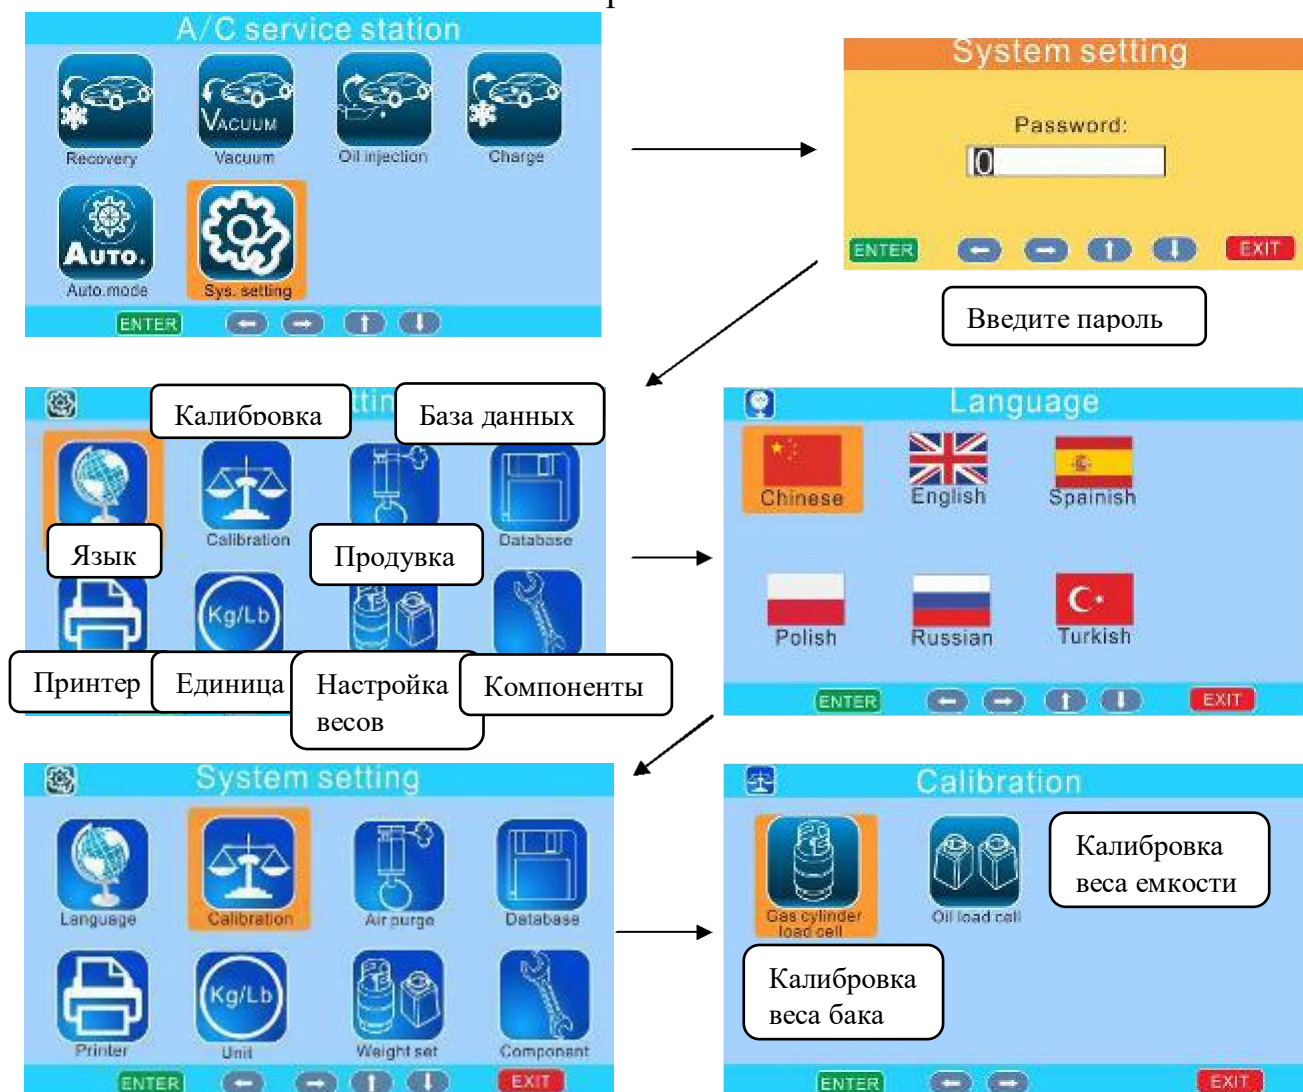 A/C service station
Recovery
VACUUM
Vacuum
Oil injection
Charge
AUTO.
Auto.mode
Sys. setting
ENTER
System setting
Password:
0
ENTER
EXIT
Введите пароль
Калибровка
База данных
Язык
Calibration
Продувка
Database
Kg/Lb
Принтер
Единица
Настройка
весов
Компоненты
Language
Chinese
English
Spainish
Polish
Russian
Turkish
ENTER
EXIT
System setting
Language
Calibration
Air purge
Database
Kg/Lb
Printer
Unit
Weight set
Component
ENTER
EXIT
Calibration
Gas cylinder
load cell
Oil load cell
Калибровка
веса емкости
Калибровка
веса бака
ENTER
EXIT